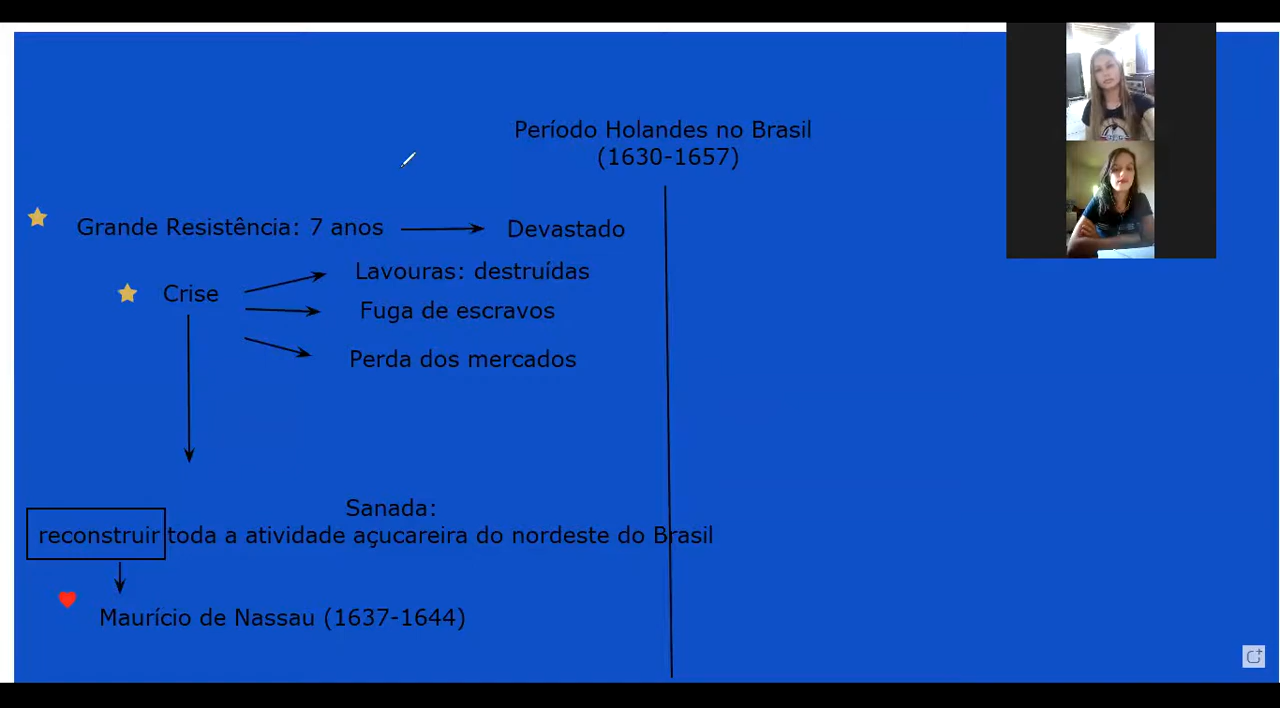 Período Holandes no Brasil
(1630-1657)
Grande Resistência: 7 anos
Devastado
Crise
Lavouras: destruídas
Fuga de escravos
Perda dos mercados
Sanada:
reconstruir toda a atividade açucareira do nordeste do Brasil
Maurício de Nassau (1637-1644)